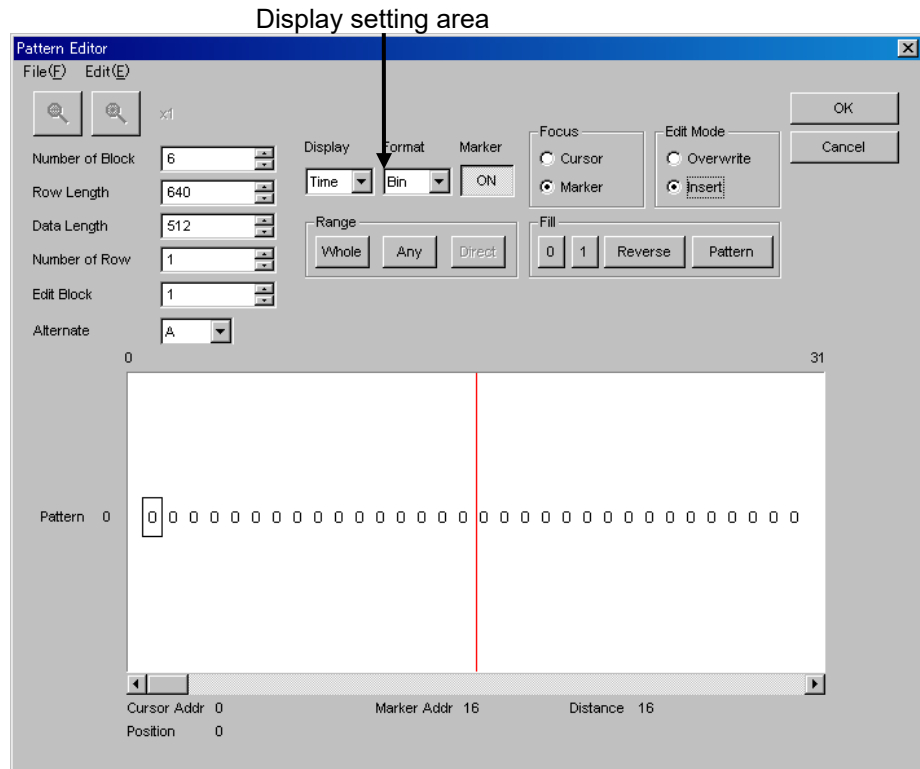 Display setting area
Pattern Editor
File(F) Edit(E)
x1
OK
Cancel
Number of Block 6
Row Length 640
Data Length 512
Number of Row 1
Edit Block 1
Alternate A
Display Format Marker
Time Bin ON
Focus
Cursor
Marker
Edit Mode
Overwrite
Insert
Range
Whole Any Direct
Fill
0 1 Reverse Pattern
0 31
Pattern 0 0 0 0 0 0 0 0 0 0 0 0 0 0 0 0 0 0 0 0 0 0 0 0 0 0 0 0 0 0 0 0 0
Cursor Addr 0 Marker Addr 16 Distance 16
Position 0